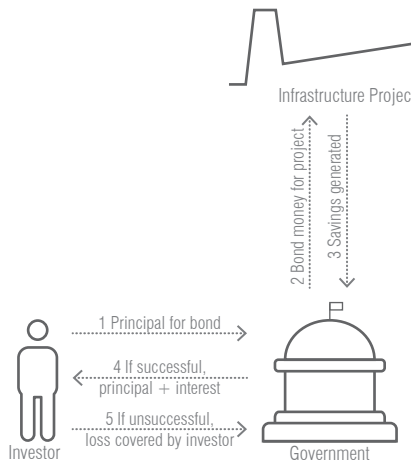 Infrastructure Projec
2 Bond money for project
3 Savings generated
1 Principal for bond
4 If successful,
principal + interest
5 If unsuccessful,
loss covered by investor
Investor
Government